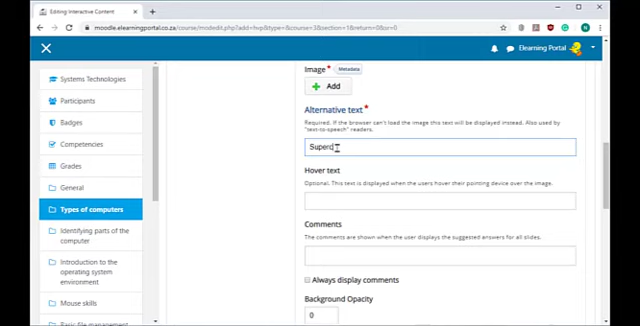 Editing Interactive Content
moodle.elearningportal.co.za/course/modedit.php?add=hvp&type=&course=3&section=1&return=0&sr=0
Elearning Portal
Systems Technologies
Participants
Badges
Competencies
Grades
General
Types of computers
Identifying parts of the
computer
Introduction to the
operating system
environment
Mouse skills
Basic file management
Image* Metadata
Add
Alternative text*
Required. If the browser can't load the image this text will be displayed instead. Also used by
"text-to-speech" readers.
Superc
Hover text
Optional. This text is displayed when the users hover their pointing device over the image.
Comments
The comments are shown when the user displays the suggested answers for all slides.
Always display comments
Background Opacity
0